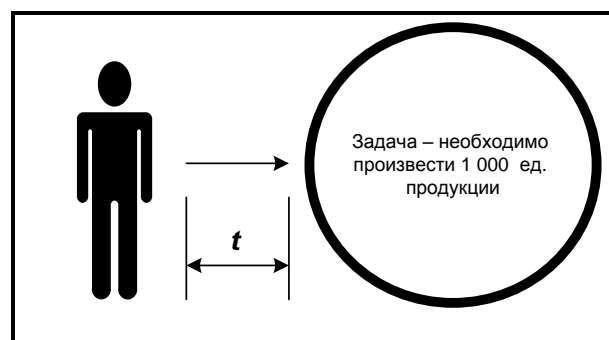 Задача – необходимо
произвести 1 000 ед.
продукции
t